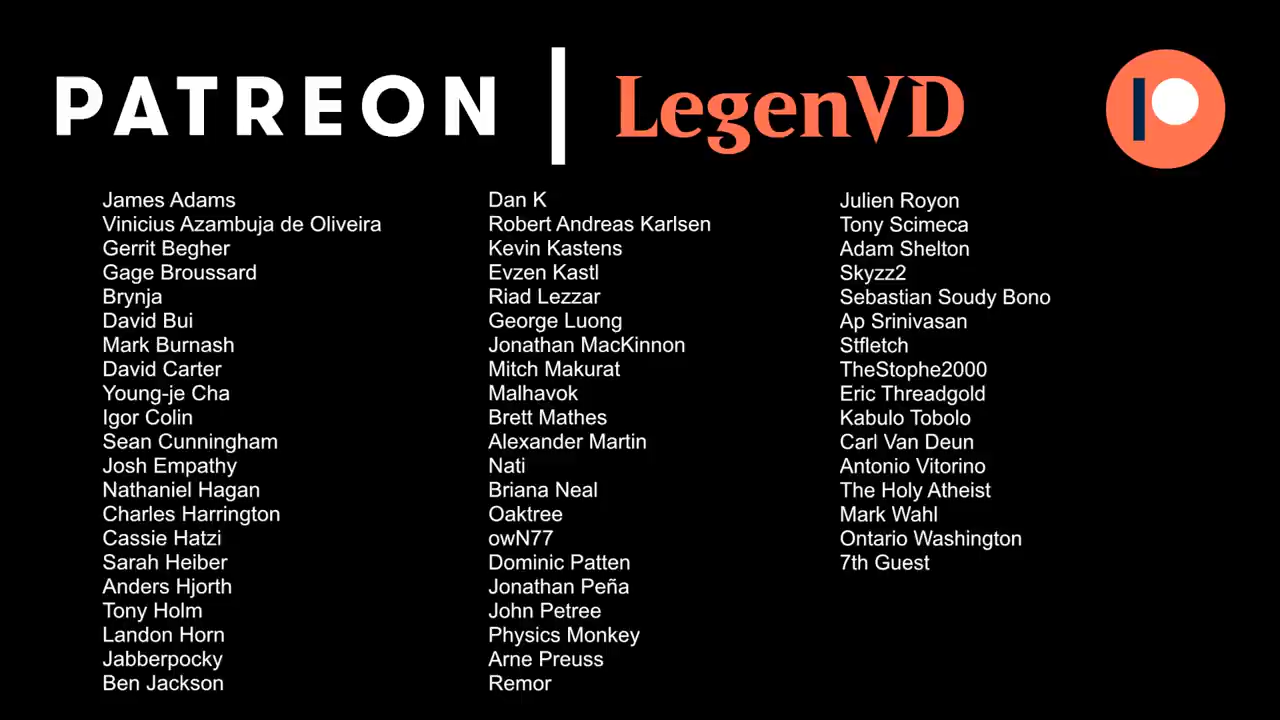 PATREON | LegenVD
James Adams
Vinicius Azambuja de Oliveira
Gerrit Begher
Gage Broussard
Brynja
David Bui
Mark Burnash
David Carter
Young-je Cha
Igor Colin
Sean Cunningham
Josh Empathy
Nathaniel Hagan
Charles Harrington
Cassie Hatzi
Sarah Heiber
Anders Hjorth
Tony Holm
Landon Horn
Jabberpocky
Ben Jackson
Dan K
Robert Andreas Karlsen
Kevin Kastens
Evzen Kastl
Riad Lezzar
George Luong
Jonathan MacKinnon
Mitch Makurat
Malhavok
Brett Mathes
Alexander Martin
Nati
Briana Neal
Oaktree
owN77
Dominic Patten
Jonathan Peña
John Petree
Physics Monkey
Arne Preuss
Remor
Julien Royon
Tony Scimeca
Adam Shelton
Skyzz2
Sebastian Soudy Bono
Ap Srinivasan
Stfletch
TheStophe2000
Eric Threadgold
Kabulo Tobolo
Carl Van Deun
Antonio Vitorino
The Holy Atheist
Mark Wahl
Ontario Washington
7th Guest